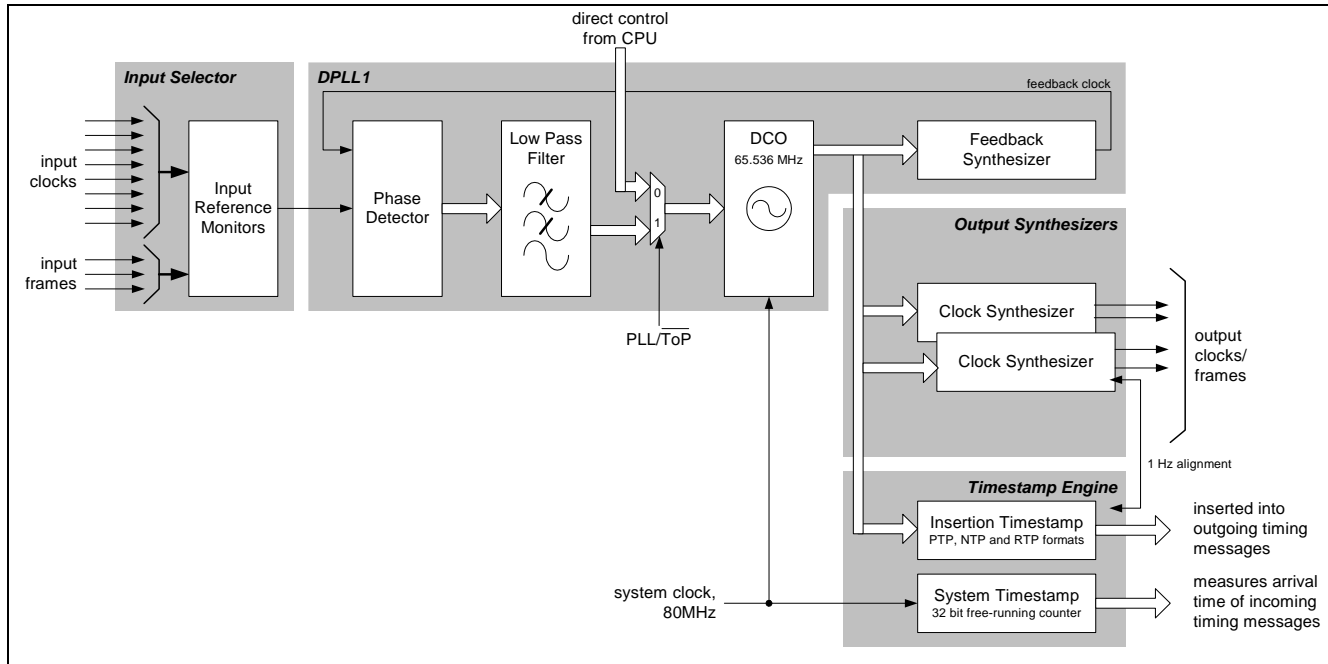 direct control
from CPU
Input Selector
DPLL1
feedback clock
input
clocks
input
frames
Input
Reference
Monitors
Phase
Detector
Low Pass
Filter
0
1
PLL/ToP
DCO
65.536 MHz
Feedback
Synthesizer
Output Synthesizers
Clock Synthesizer
Clock Synthesizer
output
clocks/
frames
1 Hz alignment
Timestamp Engine
Insertion Timestamp
PTP, NTP and RTP formats
inserted into
outgoing timing
messages
system clock,
80MHz
System Timestamp
32 bit free-running counter
measures arrival
time of incoming
timing messages